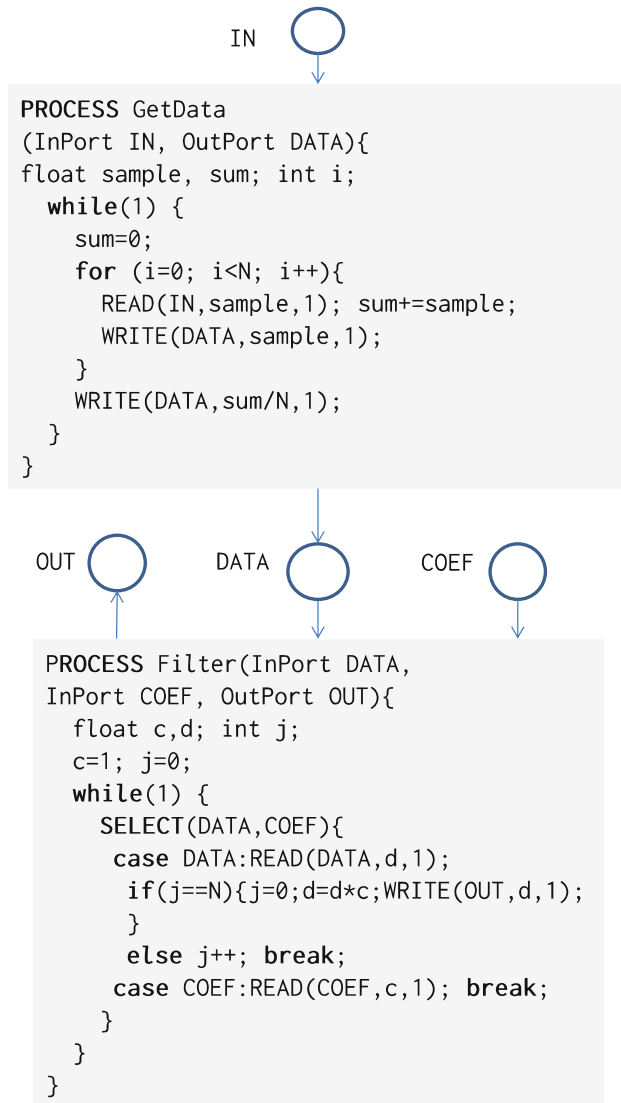 IN
PROCESS GetData
(InPort IN, OutPort DATA){
float sample, sum; int i;
while(1) {
sum=0;
for (i=0; i<N; i++){
READ(IN,sample,1); sum+=sample;
WRITE(DATA,sample,1);
}
WRITE(DATA,sum/N,1);
}
}
OUT DATA COEF
PROCESS Filter(InPort DATA,
InPort COEF, OutPort OUT){
float c,d; int j;
c=1; j=0;
while(1) {
SELECT(DATA,COEF){
case DATA:READ(DATA,d,1);
if(j==N){j=0;d=d*c;WRITE(OUT,d,1);
}
else j++; break;
case COEF:READ(COEF,c,1); break;
}
}
}